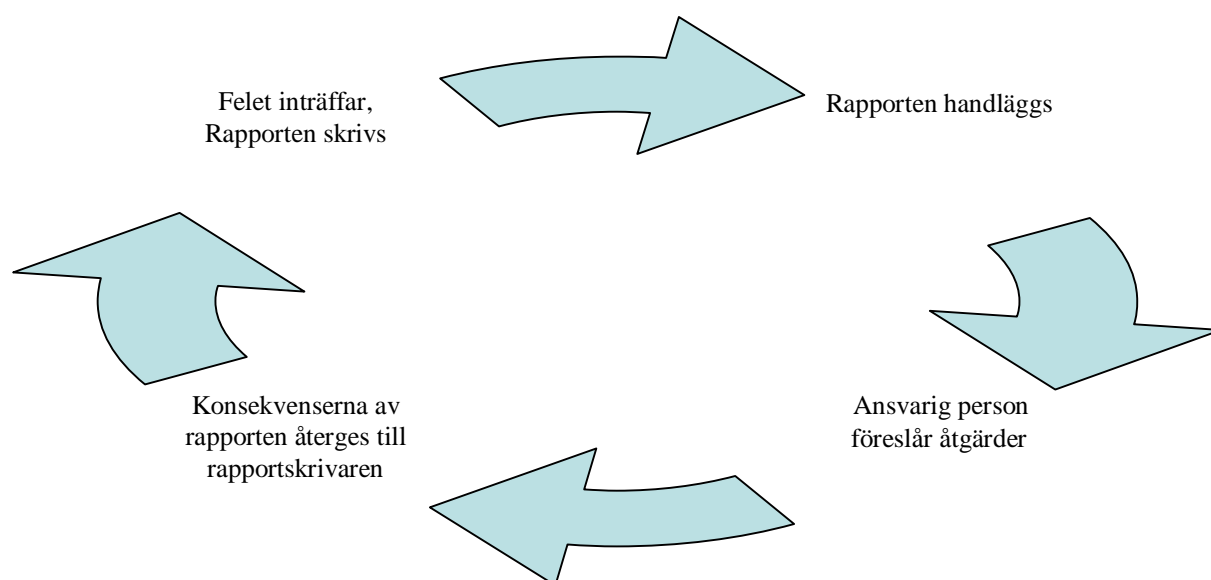 Felet inträffar,
Rapporten skrivs
Rapporten handläggs
Ansvarig person
föreslår åtgärder
Konsekvenserna av
rapporten återges till
rapportskrivaren